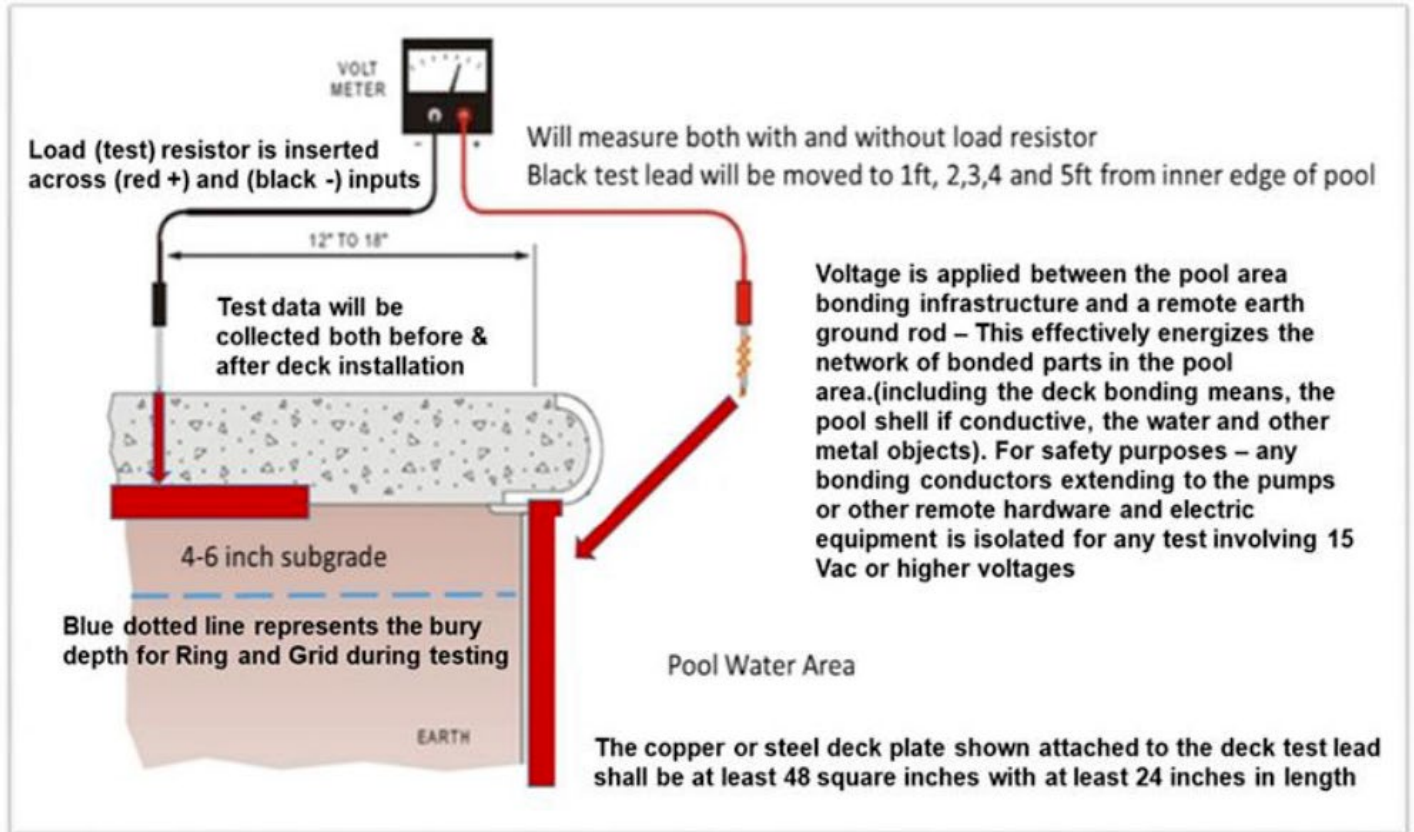 VOLT
METER
- +
Load (test) resistor is inserted
across (red +) and (black -) inputs
Will measure both with and without load resistor
Black test lead will be moved to 1ft, 2,3,4 and 5ft from inner edge of pool
12" TO 18"
Test data will be
collected both before &
after deck installation
Voltage is applied between the pool area
bonding infrastructure and a remote earth
ground rod – This effectively energizes the
network of bonded parts in the pool
area.(including the deck bonding means, the
pool shell if conductive, the water and other
metal objects). For safety purposes – any
bonding conductors extending to the pumps
or other remote hardware and electric
equipment is isolated for any test involving 15
Vac or higher voltages
4-6 inch subgrade
Blue dotted line represents the bury
depth for Ring and Grid during testing
Pool Water Area
EARTH
The copper or steel deck plate shown attached to the deck test lead
shall be at least 48 square inches with at least 24 inches in length